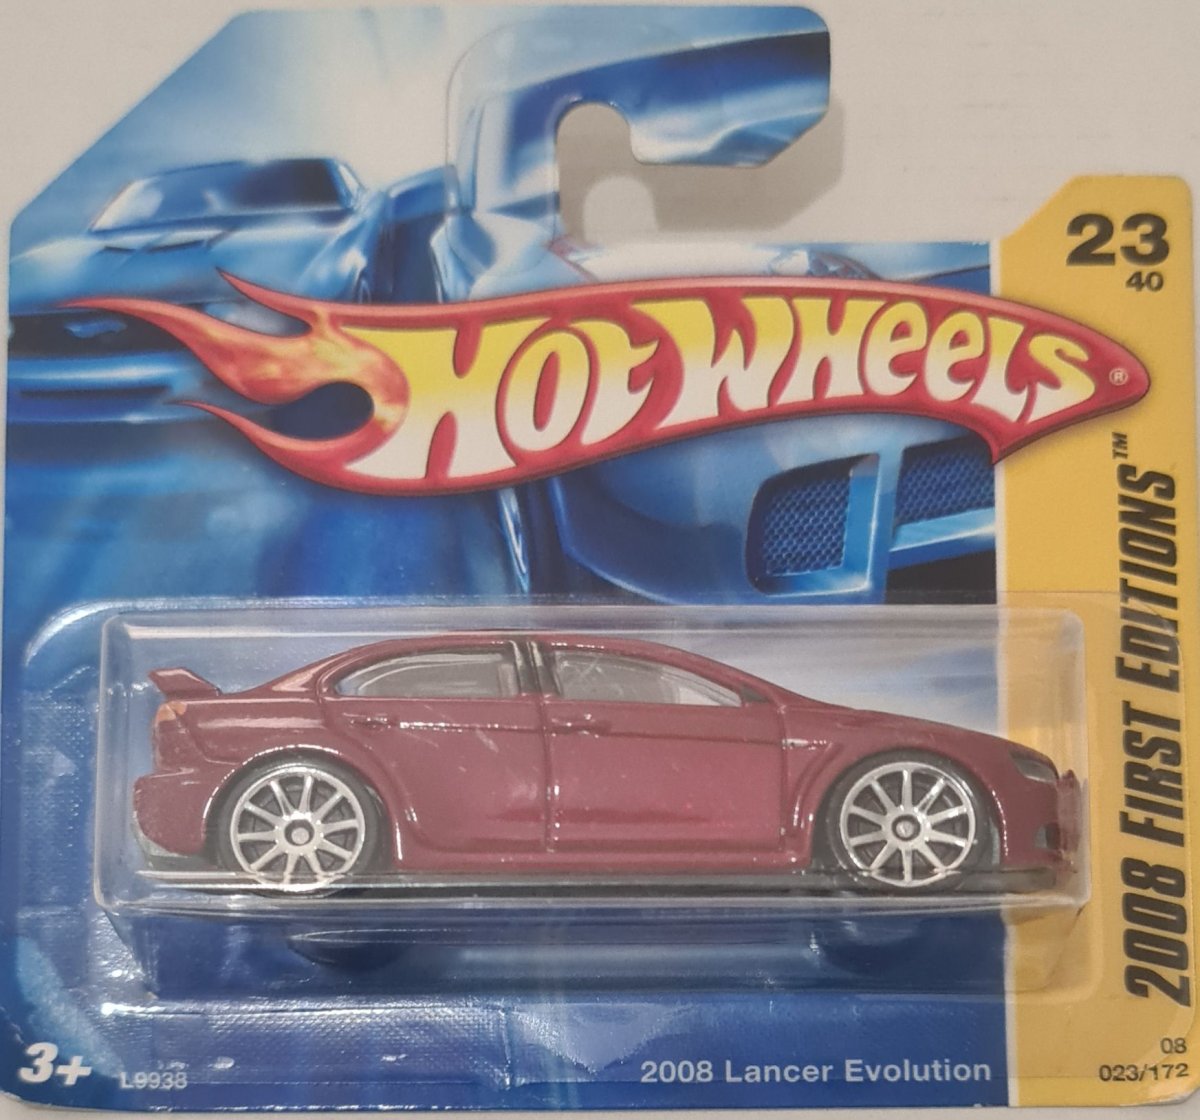 23
40
HOT WHEELS®
2008 FIRST EDITIONS™
3+
L9938
2008 Lancer Evolution
08
023/172